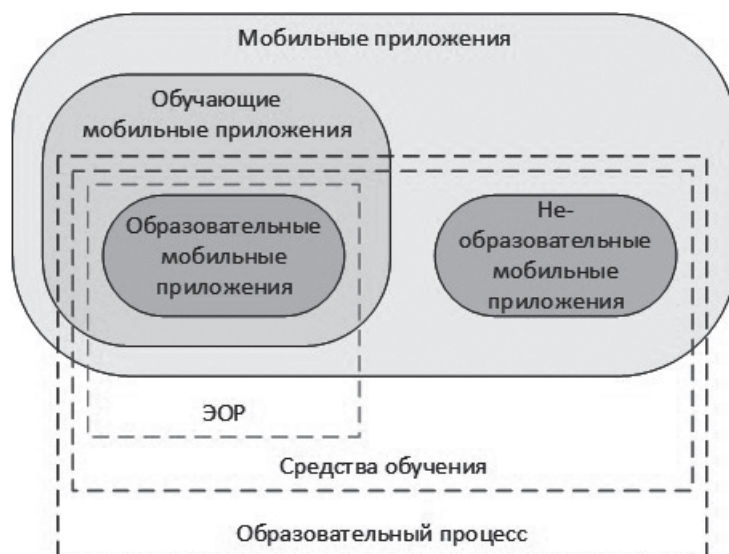 Мобильные приложения
Обучающие
мобильные приложения
Образовательные
мобильные
приложения
Не-
образовательные
мобильные
приложения
ЭОР
Средства обучения
Образовательный процесс